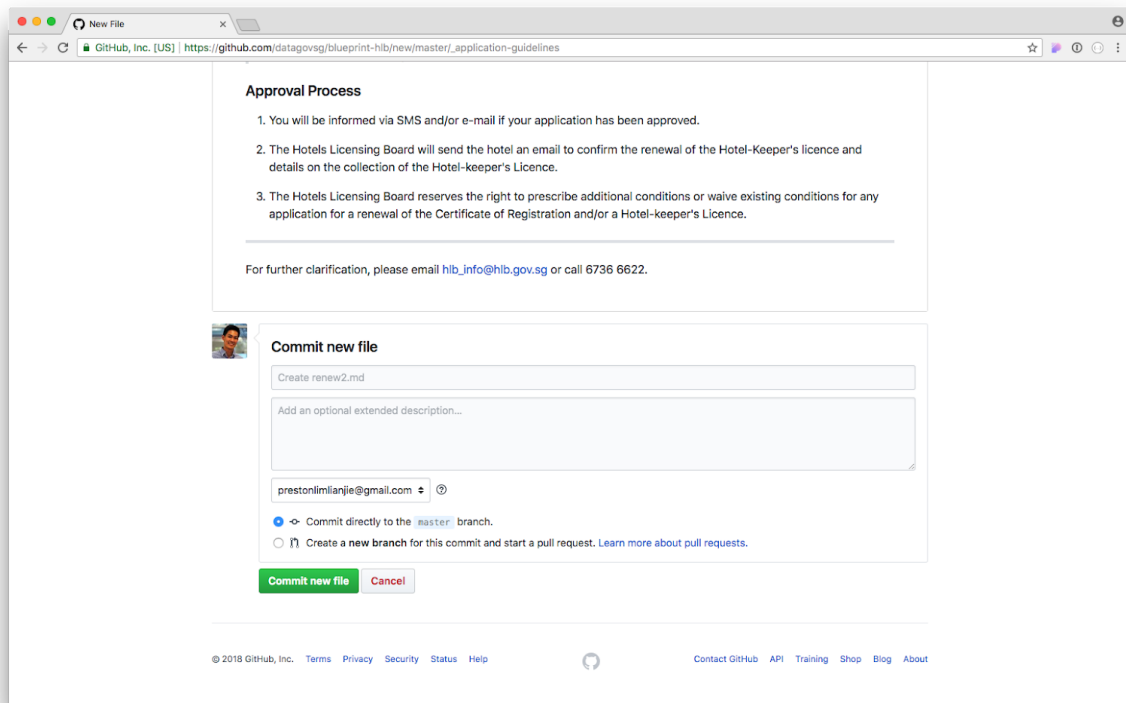 New File
GitHub, Inc. [US] https://github.com/datagovsg/blueprint-hlb/new/master/_application-guidelines
Approval Process
1. You will be informed via SMS and/or e-mail if your application has been approved.
2. The Hotels Licensing Board will send the hotel an email to confirm the renewal of the Hotel-Keeper's licence and
details on the collection of the Hotel-keeper's Licence.
3. The Hotels Licensing Board reserves the right to prescribe additional conditions or waive existing conditions for any
application for a renewal of the Certificate of Registration and/or a Hotel-keeper's Licence.
For further clarification, please email hlb_info@hlb.gov.sg or call 6736 6622.
Commit new file
Create renew2.md
Add an optional extended description...
prestonlimlianjie@gmail.com
Commit directly to the master branch.
Create a new branch for this commit and start a pull request. Learn more about pull requests.
Commit new file Cancel
© 2018 GitHub, Inc. Terms Privacy Security Status Help Contact GitHub API Training Shop Blog About